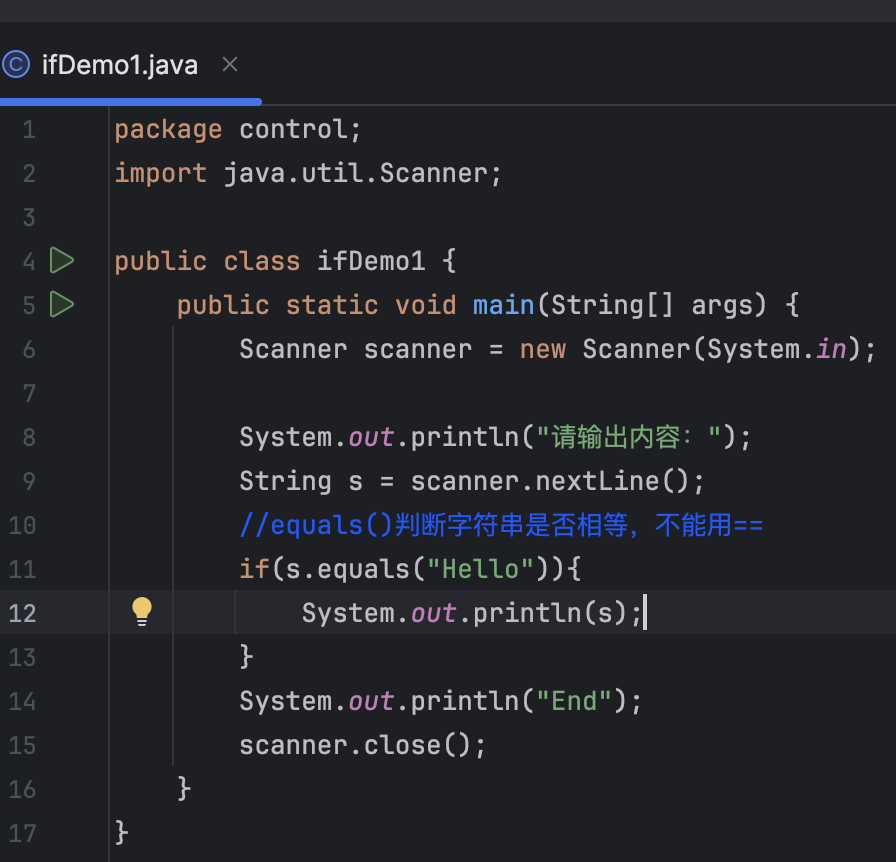 ifDemo1.java
1 package control;
2 import java.util.Scanner;
3
4 public class ifDemo1 {
5 public static void main(String[] args) {
6 Scanner scanner = new Scanner(System.in);
7
8 System.out.println("请输出内容：");
9 String s = scanner.nextLine();
10 //equals()判断字符串是否相等，不能用==
11 if(s.equals("Hello")){
12 System.out.println(s);
13 }
14 System.out.println("End");
15 scanner.close();
16 }
17 }